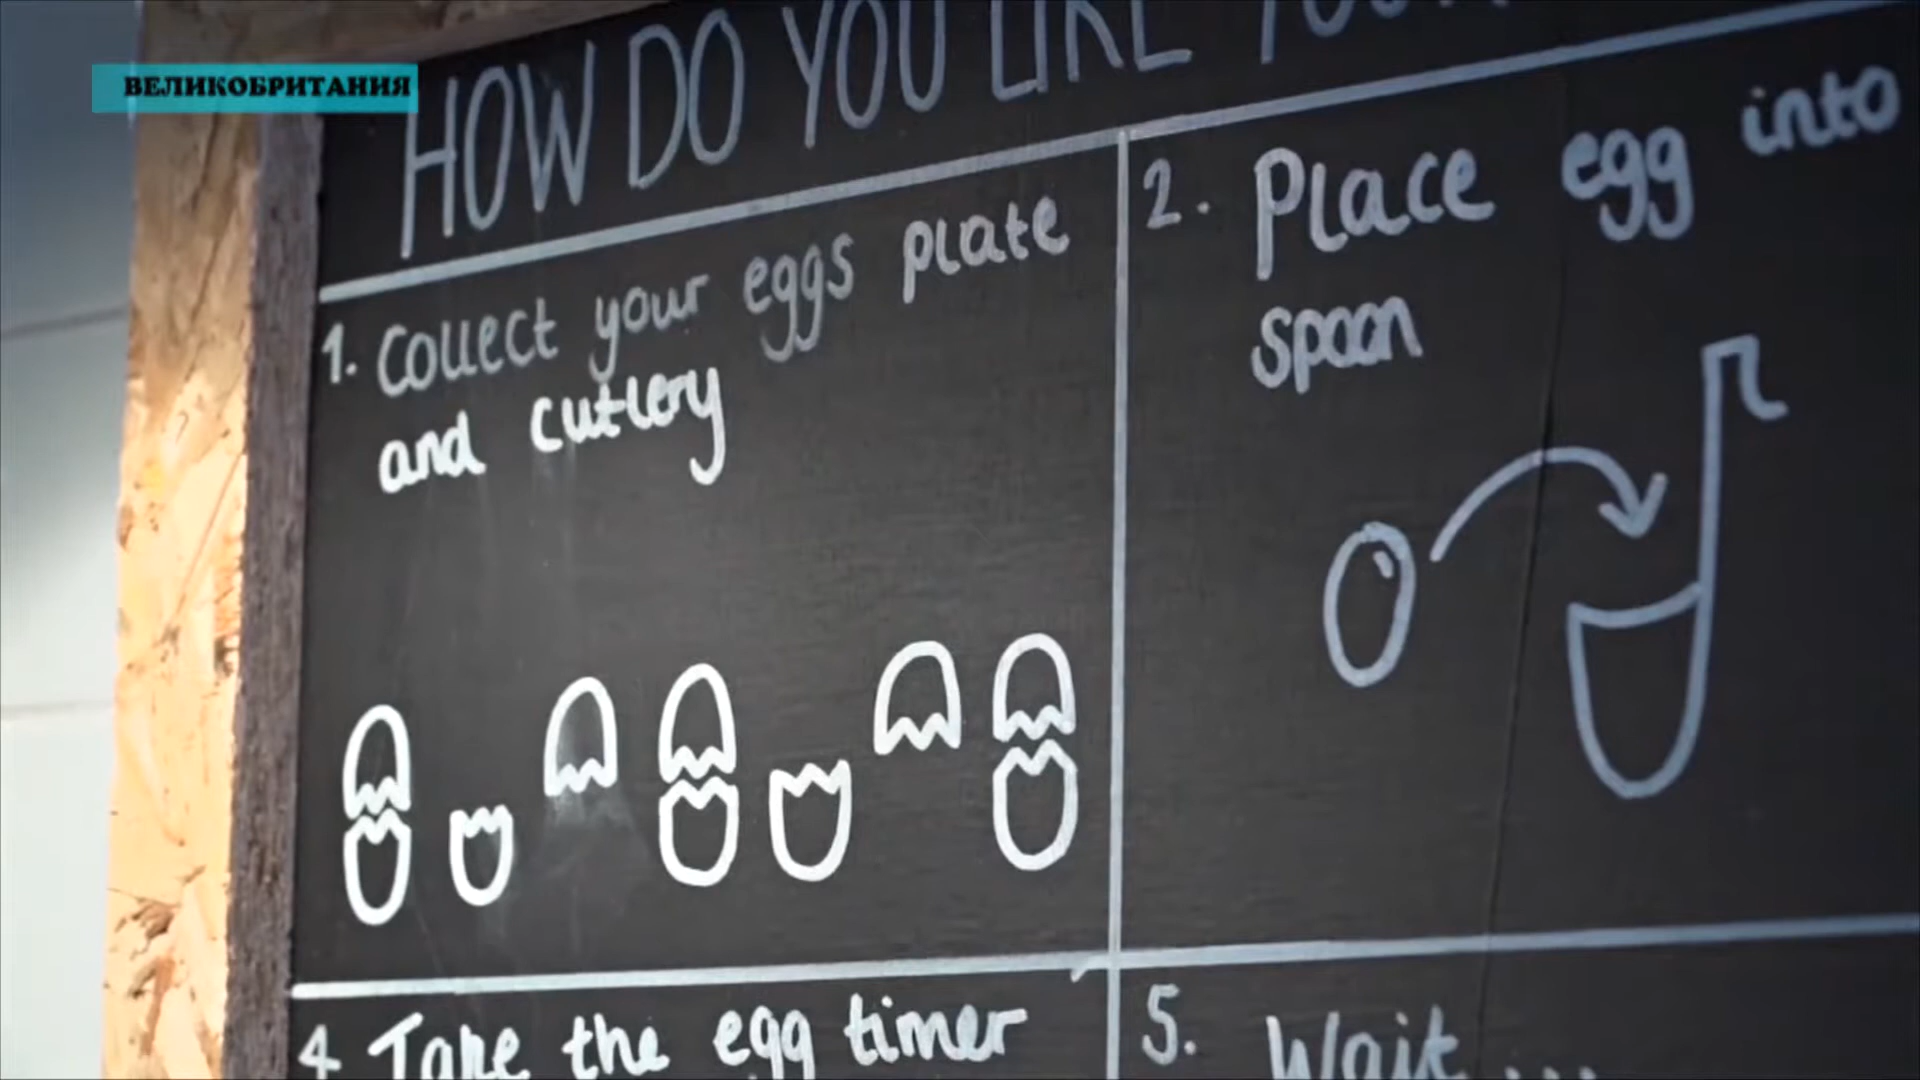 ВЕЛИКОБРИТАНИЯ
HOW DO YOU LIKE
1. Collect your eggs plate
and cutlery
2. Place egg into
spoon
4 Take the egg timer
5. Wait...